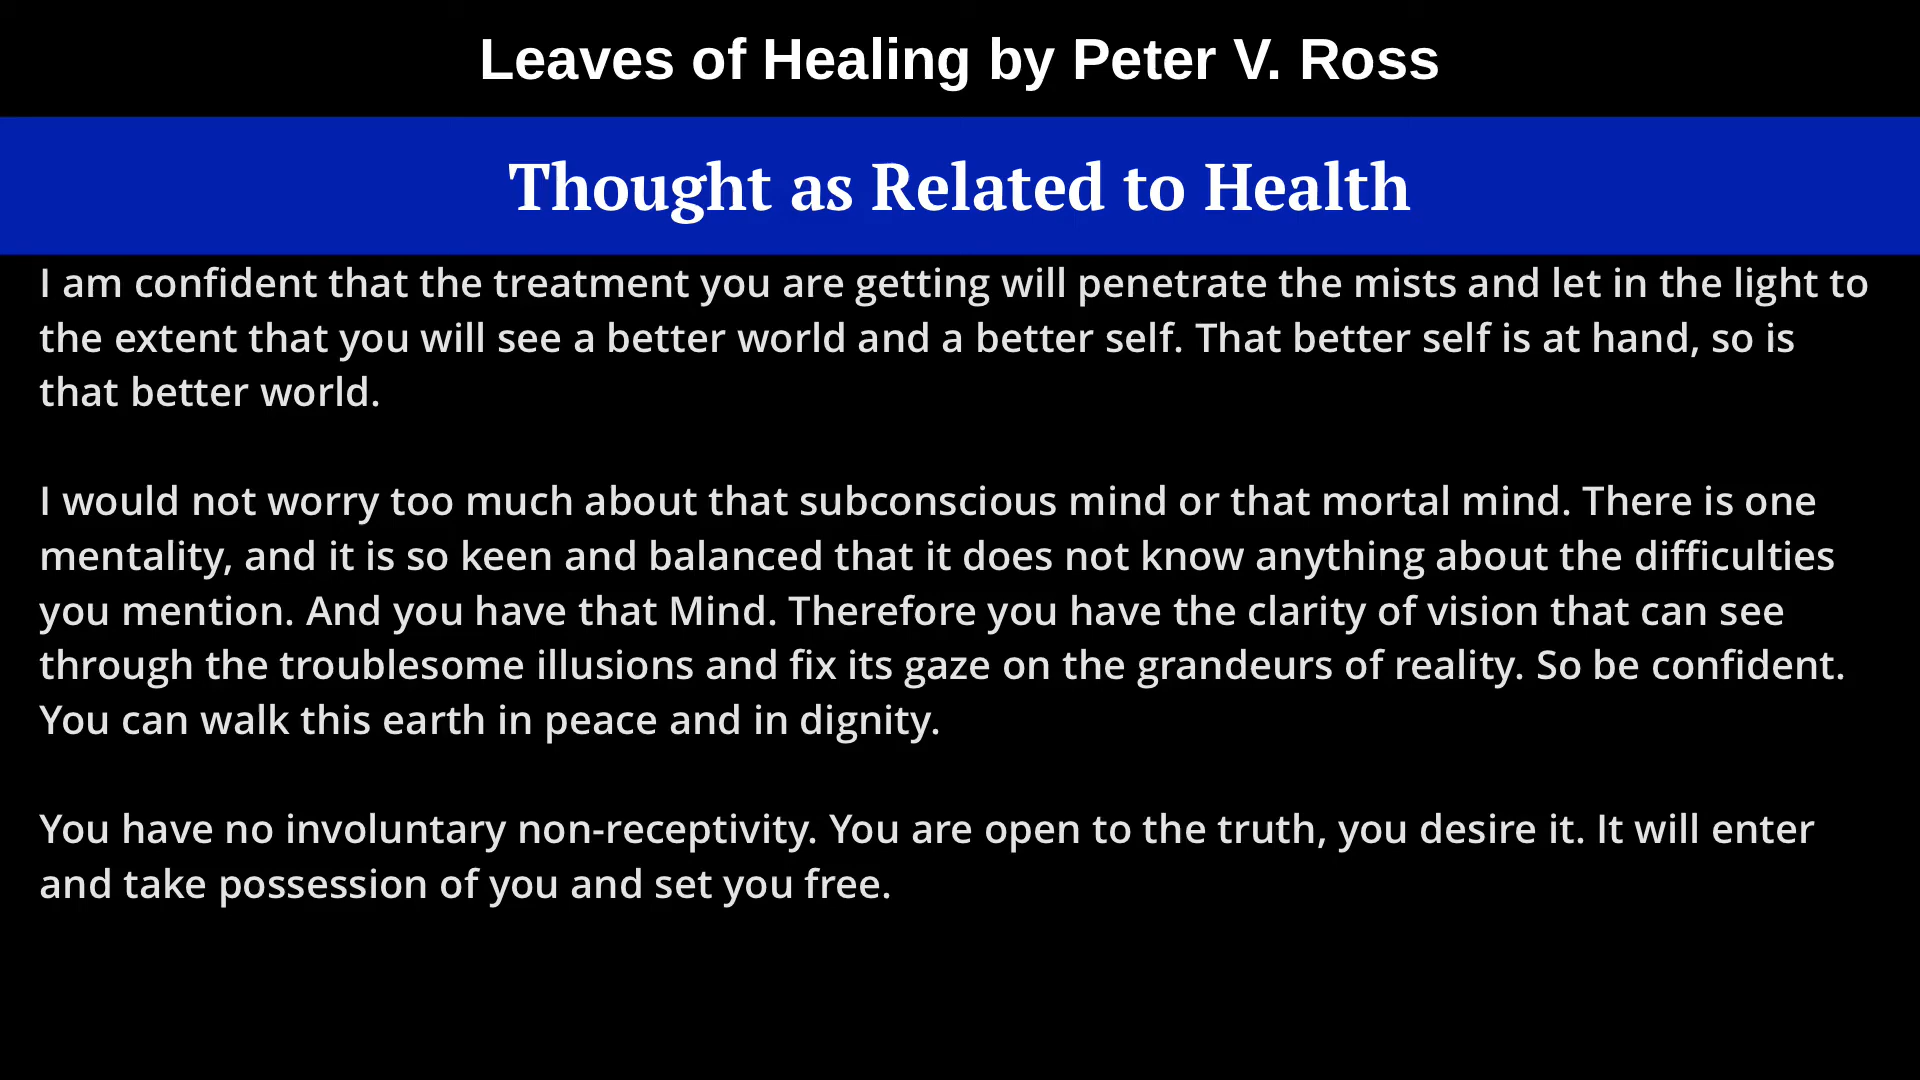 Leaves of Healing by Peter V. Ross
Thought as Related to Health
I am confident that the treatment you are getting will penetrate the mists and let in the light to
the extent that you will see a better world and a better self. That better self is at hand, so is
that better world.
I would not worry too much about that subconscious mind or that mortal mind. There is one
mentality, and it is so keen and balanced that it does not know anything about the difficulties
you mention. And you have that Mind. Therefore you have the clarity of vision that can see
through the troublesome illusions and fix its gaze on the grandeurs of reality. So be confident.
You can walk this earth in peace and in dignity.
You have no involuntary non-receptivity. You are open to the truth, you desire it. It will enter
and take possession of you and set you free.